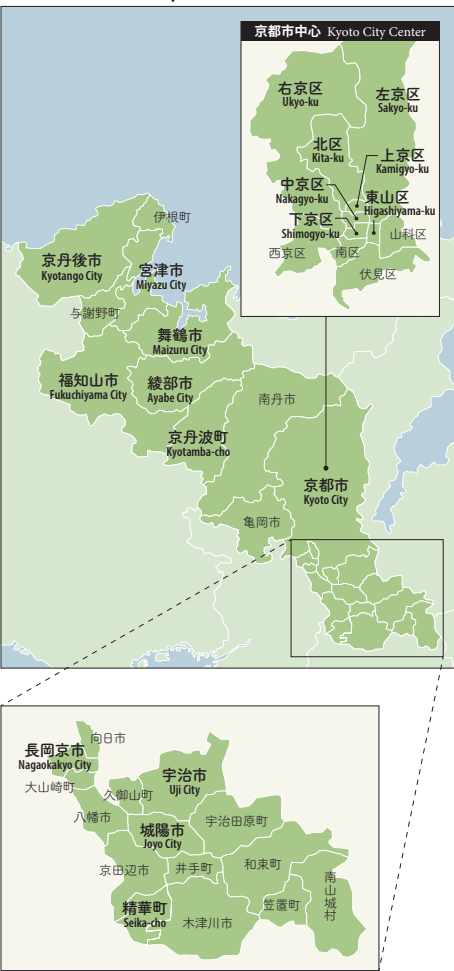 京都市中心 Kyoto City Center
右京区
Ukyo-ku
左京区
Sakyo-ku
北区
Kita-ku
上京区
Kamigyo-ku
中京区
Nakagyo-ku
東山区
Higashiyama-ku
下京区
Shimogyo-ku
山科区
西京区
南区
伏見区
伊根町
京丹後市
Kyotango City
宮津市
Miyazu City
与謝野町
舞鶴市
Maizuru City
福知山市
Fukuchiyama City
綾部市
Ayabe City
南丹市
京丹波町
Kyotamba-cho
京都市
Kyoto City
亀岡市
向日市
長岡京市
Nagaokakyo City
大山崎町
久御山町
宇治市
Uji City
八幡市
城陽市
Joyo City
宇治田原町
京田辺市
井手町
和束町
南山城村
精華町
Seika-cho
木津川市
笠置町